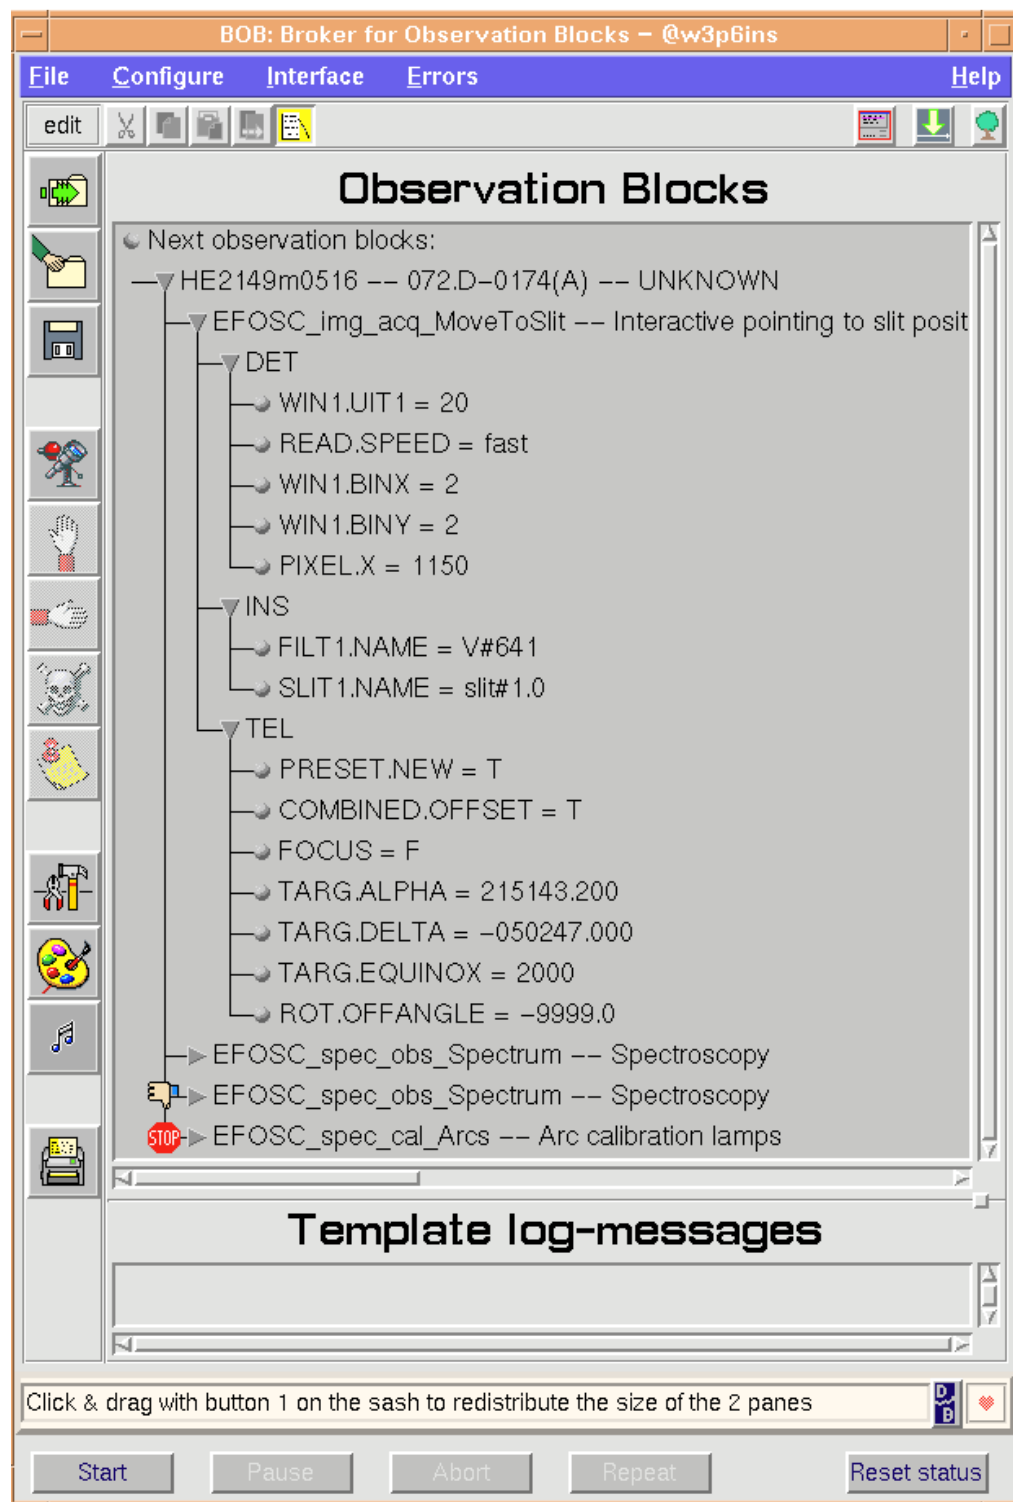 BOB: Broker for Observation Blocks – @w3p6ins
File Configure Interface Errors Help
edit
Observation Blocks
Next observation blocks:
HE2149m0516 –– 072.D–0174(A) –– UNKNOWN
EFOSC_img_acq_MoveToSlit –– Interactive pointing to slit posit
DET
WIN1.UIT1 = 20
READ.SPEED = fast
WIN1.BINX = 2
WIN1.BINY = 2
PIXEL.X = 1150
INS
FILT1.NAME = V#641
SLIT1.NAME = slit#1.0
TEL
PRESET.NEW = T
COMBINED.OFFSET = T
FOCUS = F
TARG.ALPHA = 215143.200
TARG.DELTA = –050247.000
TARG.EQUINOX = 2000
ROT.OFFANGLE = –9999.0
EFOSC_spec_obs_Spectrum –– Spectroscopy
EFOSC_spec_obs_Spectrum –– Spectroscopy
STOP EFOSC_spec_cal_Arcs –– Arc calibration lamps
Template log–messages
Click & drag with button 1 on the sash to redistribute the size of the 2 panes
D B
Start Pause Abort Repeat Reset status